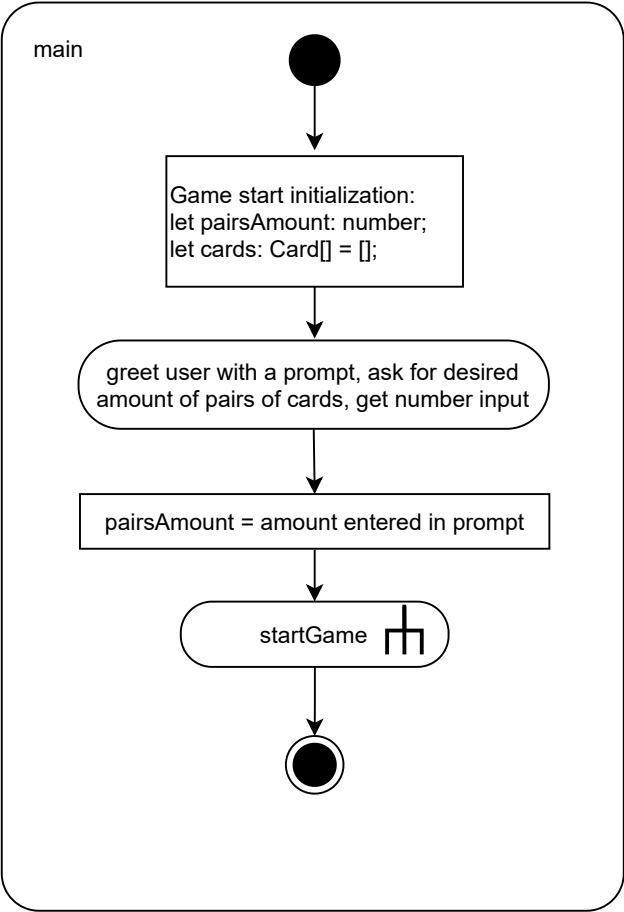 main
Game start initialization:
let pairsAmount: number;
let cards: Card[] = [];
greet user with a prompt, ask for desired
amount of pairs of cards, get number input
pairsAmount = amount entered in prompt
startGame